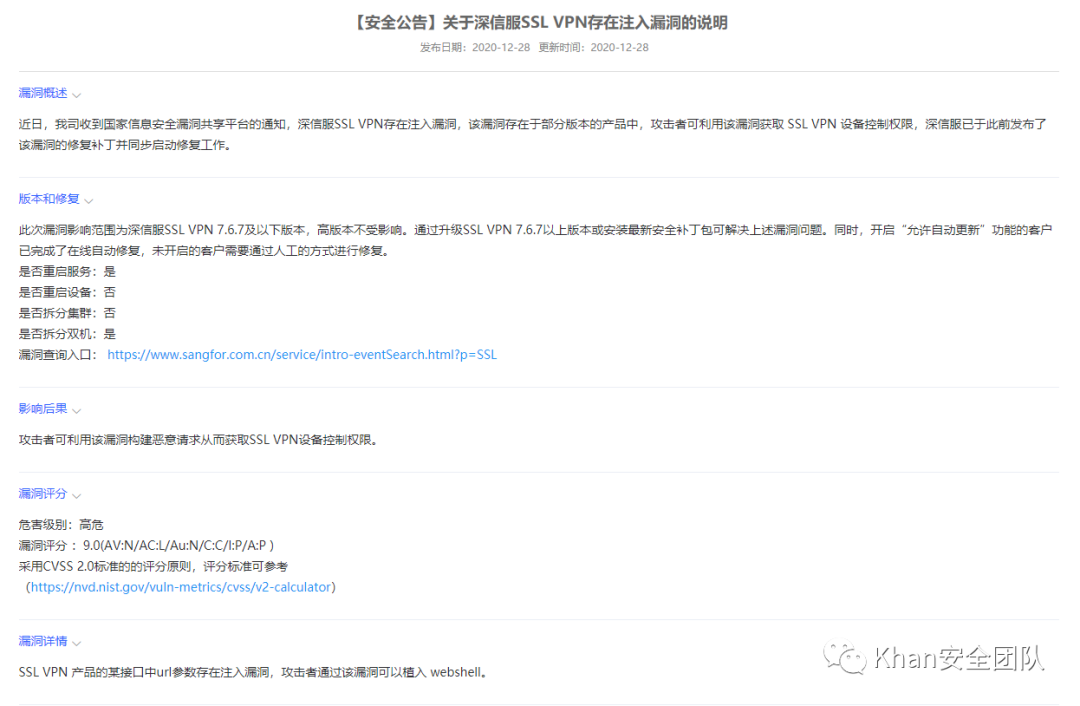 【安全公告】关于深信服SSL VPN存在注入漏洞的说明
发布日期：2020-12-28 更新时间：2020-12-28
漏洞概述
近日，我司收到国家信息安全漏洞共享平台的通知，深信服SSL VPN存在注入漏洞，该漏洞存在于部分版本的产品中，攻击者可利用该漏洞获取 SSL VPN 设备控制权限，深信服已于此前发布了
该漏洞的修复补丁并同步启动修复工作。
版本和修复
此次漏洞影响范围为深信服SSL VPN 7.6.7及以下版本，高版本不受影响。通过升级SSL VPN 7.6.7以上版本或安装最新安全补丁包可解决上述漏洞问题。同时，开启“允许自动更新”功能的客户
已完成了在线自动修复，未开启的客户需要通过人工的方式进行修复。
是否重启服务：是
是否重启设备：否
是否拆分集群：否
是否拆分双机：是
漏洞查询入口： https://www.sangfor.com.cn/service/intro-eventSearch.html?p=SSL
影响后果
攻击者可利用该漏洞构建恶意请求从而获取SSL VPN设备控制权限。
漏洞评分
危害级别：高危
漏洞评分 ：9.0(AV:N/AC:L/Au:N/C:C/I:P/A:P )
采用CVSS 2.0标准的的评分原则，评分标准可参考
（https://nvd.nist.gov/vuln-metrics/cvss/v2-calculator）
漏洞详情
SSL VPN 产品的某接口中url参数存在注入漏洞，攻击者通过该漏洞可以植入 webshell。
Khan安全团队